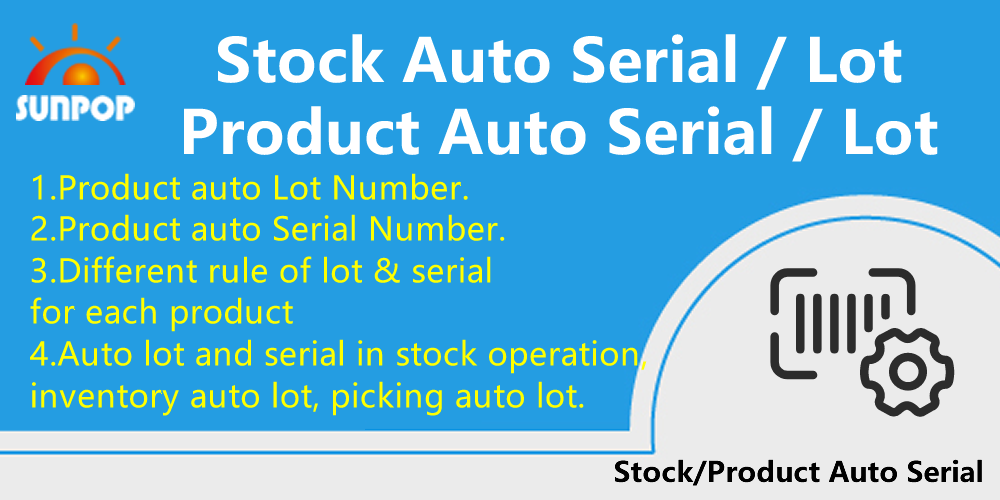 SUNPOP
Stock Auto Serial / Lot
Product Auto Serial / Lot
1.Product auto Lot Number.
2.Product auto Serial Number.
3.Different rule of lot & serial
for each product
4.Auto lot and serial in stock operation,
inventory auto lot, picking auto lot.
Stock/Product Auto Serial